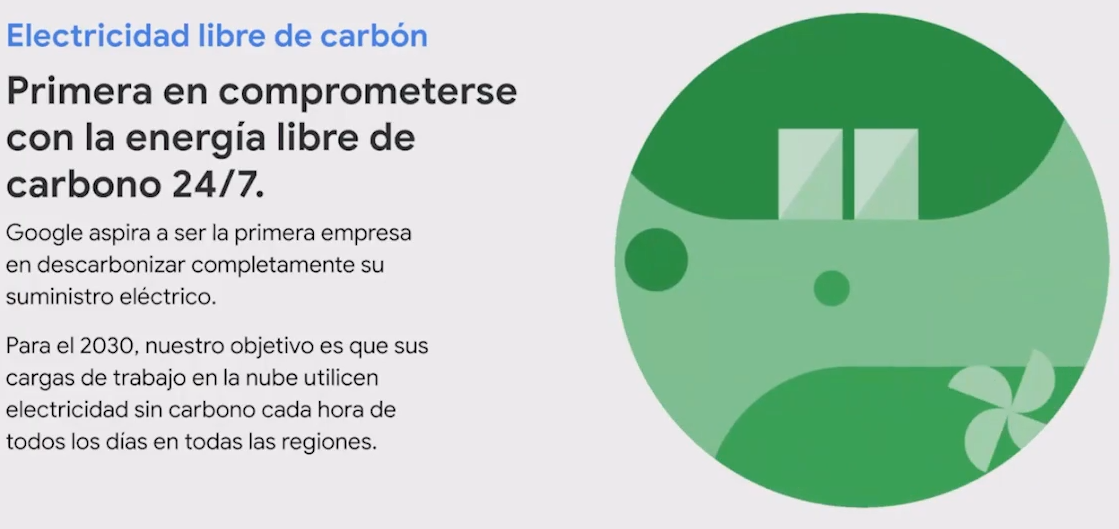 Electricidad libre de carbón
Primera en comprometerse
con la energía libre de
carbono 24/7.
Google aspira a ser la primera empresa
en descarbonizar completamente su
suministro eléctrico.
Para el 2030, nuestro objetivo es que sus
cargas de trabajo en la nube utilicen
electricidad sin carbono cada hora de
todos los días en todas las regiones.